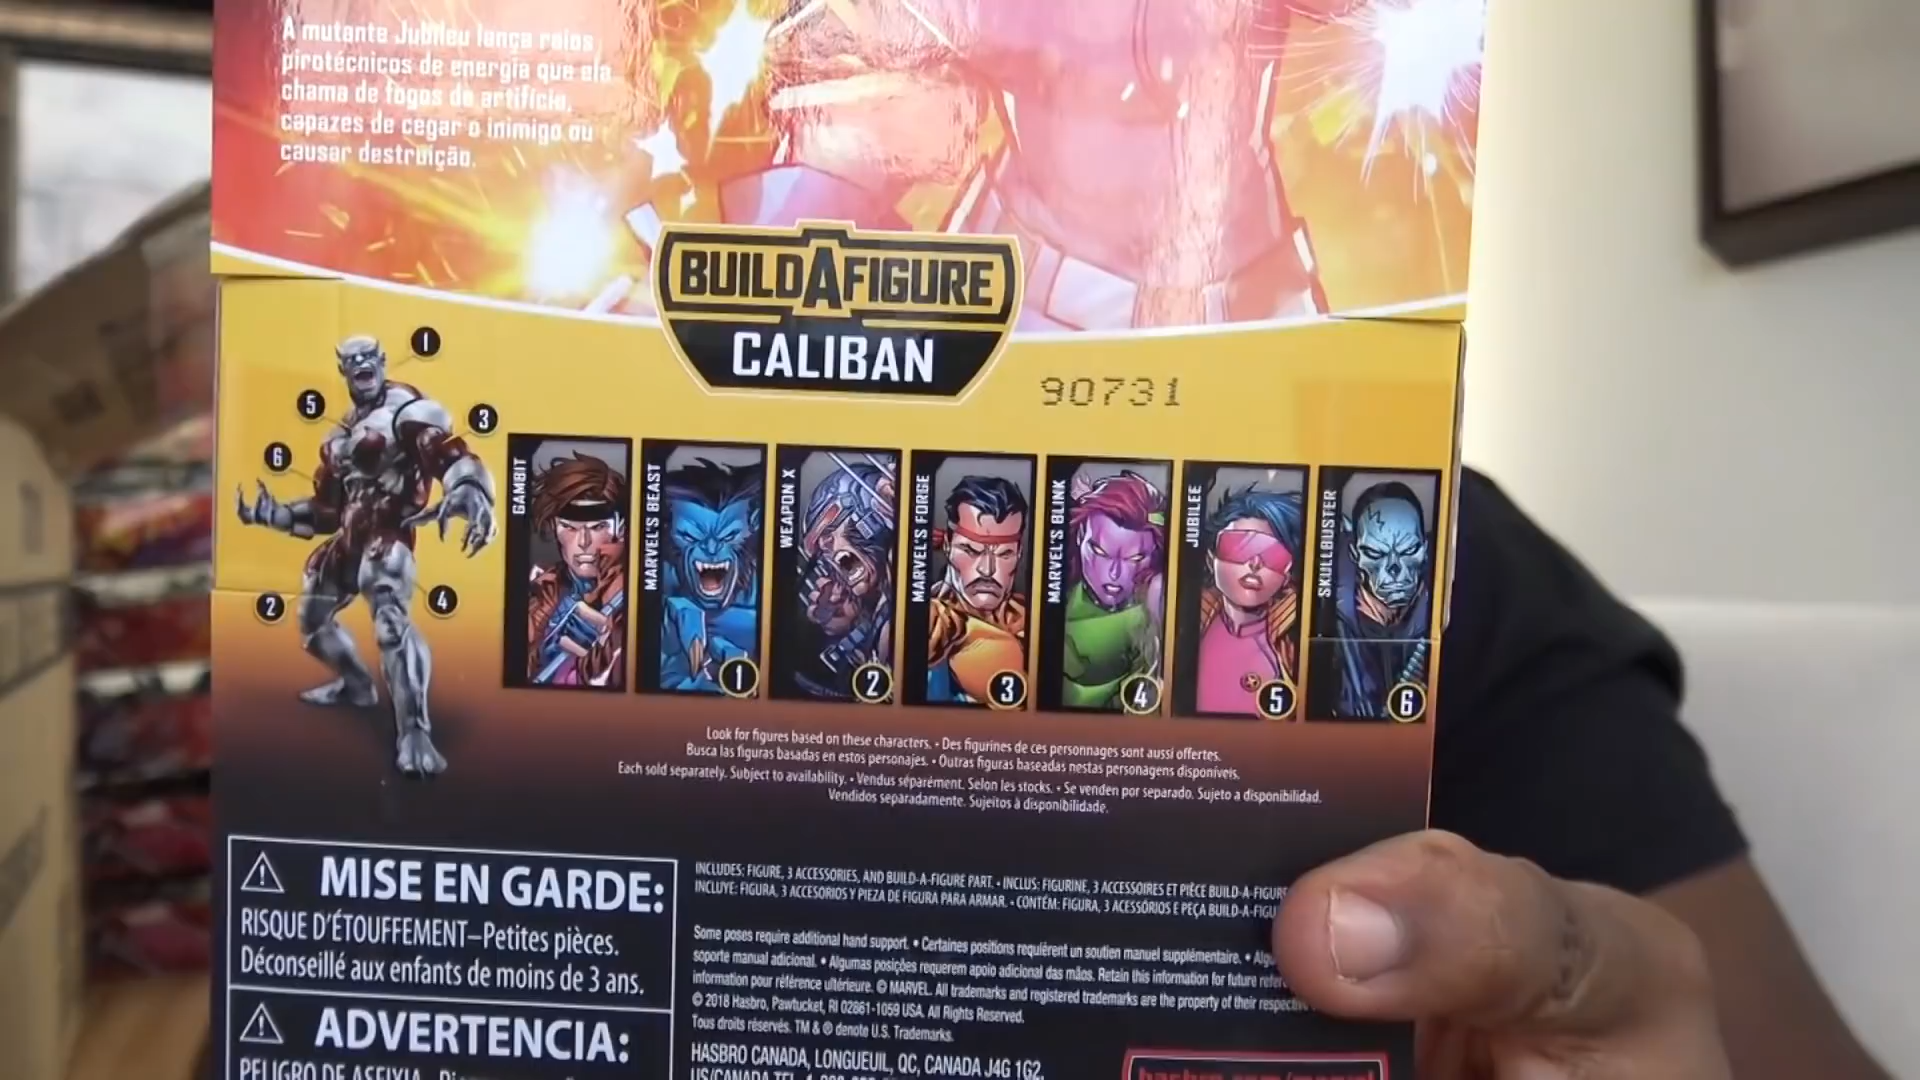 A mutante Jubileu lança raios
pirotécnicos de energia que ela
chama de fogos de artifício,
capazes de cegar o inimigo ou
causar destruição.
BUILD A FIGURE
CALIBAN
90731
1
5
3
6
2
4
GAMBIT
MARVEL'S BEAST
1
WEAPON X
2
MARVEL'S FORGE
3
MARVEL'S BLINK
4
JUBILEE
5
SKULLBUSTER
6
Look for figures based on these characters. • Des figurines de ces personnages sont aussi offertes.
Busca las figuras basadas en estos personajes. • Outras figuras baseadas nestas personagens disponíveis.
Each sold separately. Subject to availability. • Vendus séparément. Selon les stocks. • Se venden por separado. Sujeto a disponibilidad.
Vendidos separadamente. Sujeitos à disponibilidade.
MISE EN GARDE:
RISQUE D'ÉTOUFFEMENT–Petites pièces.
Déconseillé aux enfants de moins de 3 ans.
ADVERTENCIA:
PELIGRO DE ASFIXIA
INCLUDES: FIGURE, 3 ACCESSORIES, AND BUILD-A-FIGURE PART. • INCLUS: FIGURINE, 3 ACCESSOIRES ET PIÈCE BUILD-A-FIGURE
INCLUYE: FIGURA, 3 ACCESORIOS Y PIEZA DE FIGURA PARA ARMAR. • CONTÉM: FIGURA, 3 ACESSÓRIOS E PEÇA BUILD-A-FIGU
Some poses require additional hand support. • Certaines positions requièrent un soutien manuel supplémentaire. • Alg
soporte manual adicional. • Algumas posições requerem apoio adicional das mãos. Retain this information for future refer
information pour référence ultérieure. © MARVEL. All trademarks and registered trademarks are the property of their respecti
© 2018 Hasbro, Pawtucket, RI 02861-1059 USA. All Rights Reserved.
Tous droits réservés. TM & ® denote U.S. Trademarks.
HASBRO CANADA, LONGUEUIL, QC, CANADA J4G 1G2.
US/CANADA TEL.